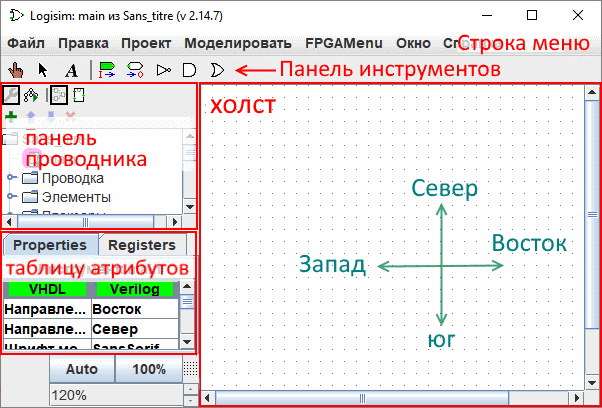 Logisim: main из Sans_titre (v 2.14.7)
Файл Правка Проект Моделировать FPGAMenu Окно
Строка меню
A
Панель инструментов
панель
проводника
Проводка
Элементы
холст
Север
Запад
Восток
юг
Properties Registers
таблицу атрибутов
VHDL Verilog
Направле... Восток
Направле... Север
Шрифт ме... SansSerif
Auto 100%
120%